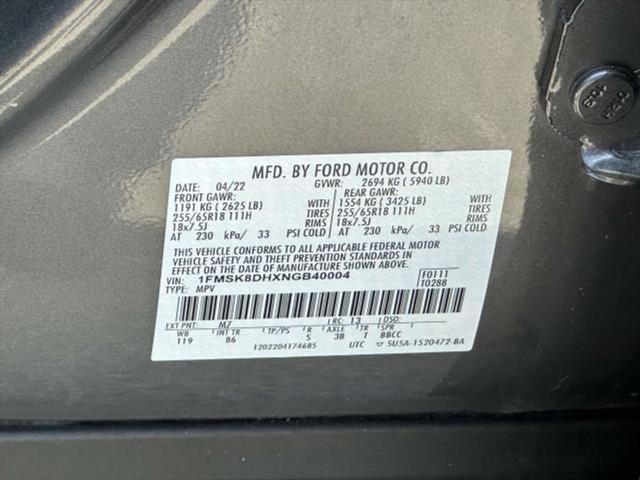 MFD. BY FORD MOTOR CO.
DATE: 04/22 GVWR: 2694 KG ( 5940 LB)
FRONT GAWR: REAR GAWR:
1191 KG ( 2625 LB) WITH 1554 KG ( 3425 LB) WITH
255/65R18 111H TIRES 255/65R18 111H TIRES
18x7.5J RIMS 18x7.5J RIMS
AT 230 kPa/ 33 PSI COLD AT 230 kPa/ 33 PSI COLD
THIS VEHICLE CONFORMS TO ALL APPLICABLE FEDERAL MOTOR
VEHICLE SAFETY AND THEFT PREVENTION STANDARDS IN EFFECT
ON THE DATE OF MANUFACTURE SHOWN ABOVE.
VIN: 1FMSK8DHXNGB40004 F0111
TYPE: MPV T0288
EXT PNT: M7 RC: 13 DSO:
WB INT TR TP/PS R AXLE TR SPR
119 86 5 3B T BBCC
1202204174685 UTC 5U5A-1520472-BA